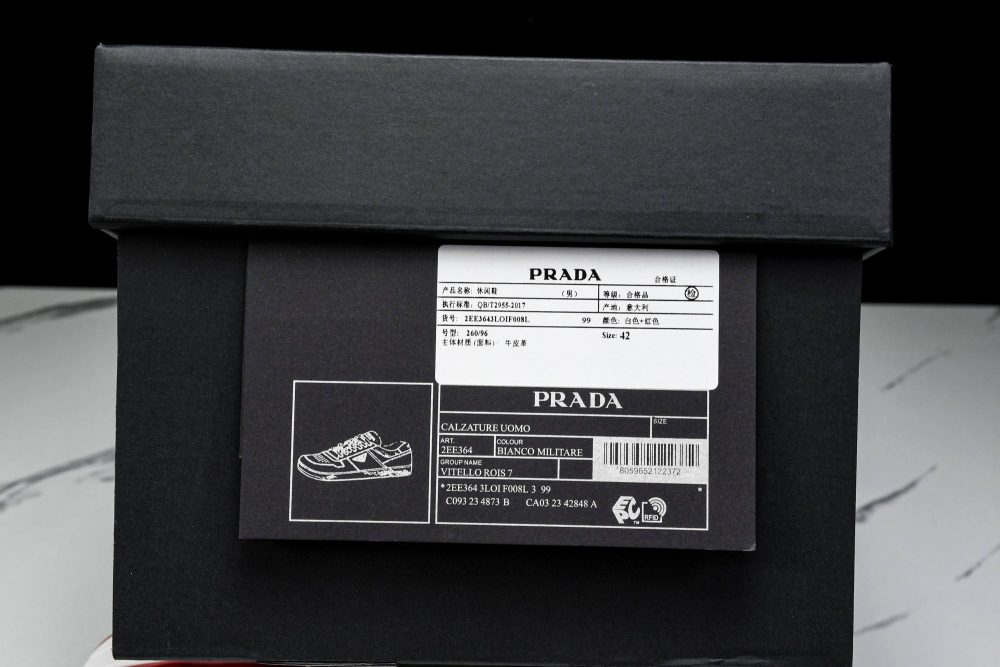 PRADA 合格证
产品名称: 休闲鞋 (男) 等级: 合格品 检
执行标准: QB/T2955-2017 产地: 意大利
货号: 2EE3643LOIF008L 99 颜色: 白色+红色
号型: 260/96 Size: 42
主体材质(面料): 牛皮革
PRADA
CALZATURE UOMO SIZE
ART. COLOUR
2EE364 BIANCO MILITARE
GROUP NAME
VITELLO ROIS 7
8059652122372
*2EE364 3LOI F008L 3 99 *
C093 23 4873 B CA03 23 42848 A
EPC TM RFID